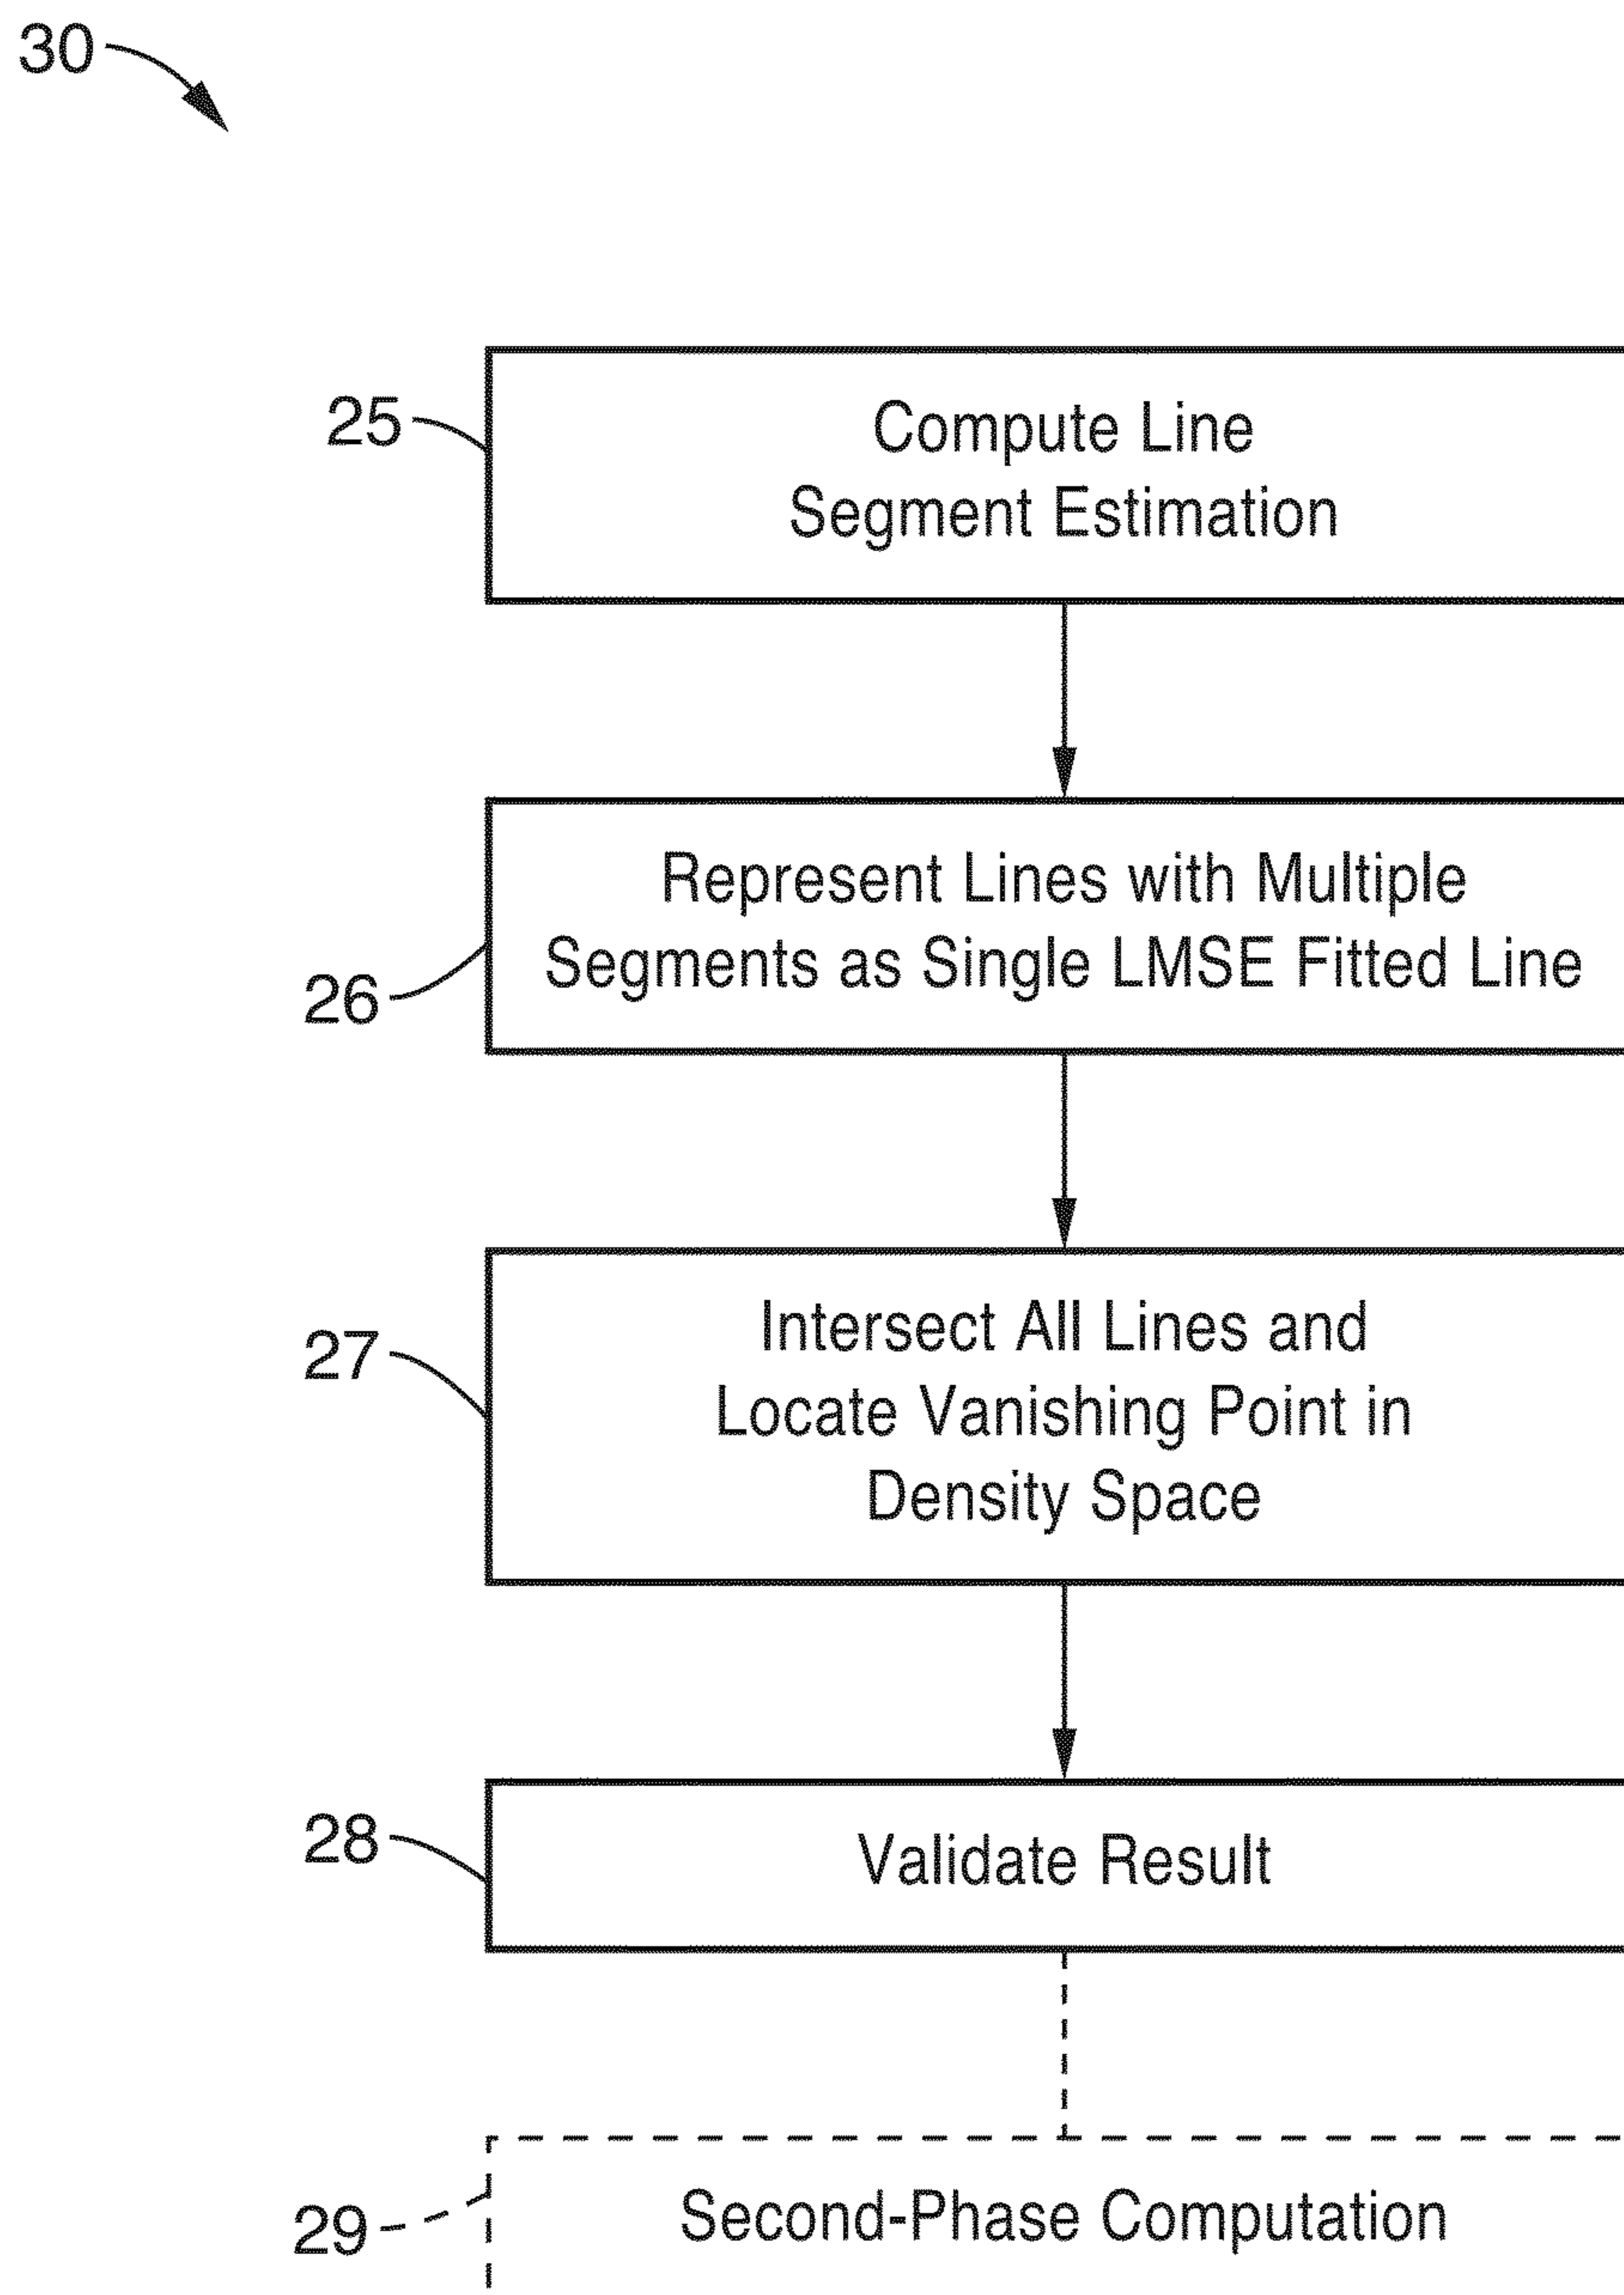 30
25
Compute Line
Segment Estimation
Represent Lines with Multiple
Segments as Single LMSE Fitted Line
26
27
Intersect All Lines and
Locate Vanishing Point in
Density Space
28
Validate Result
29
Second-Phase Computation